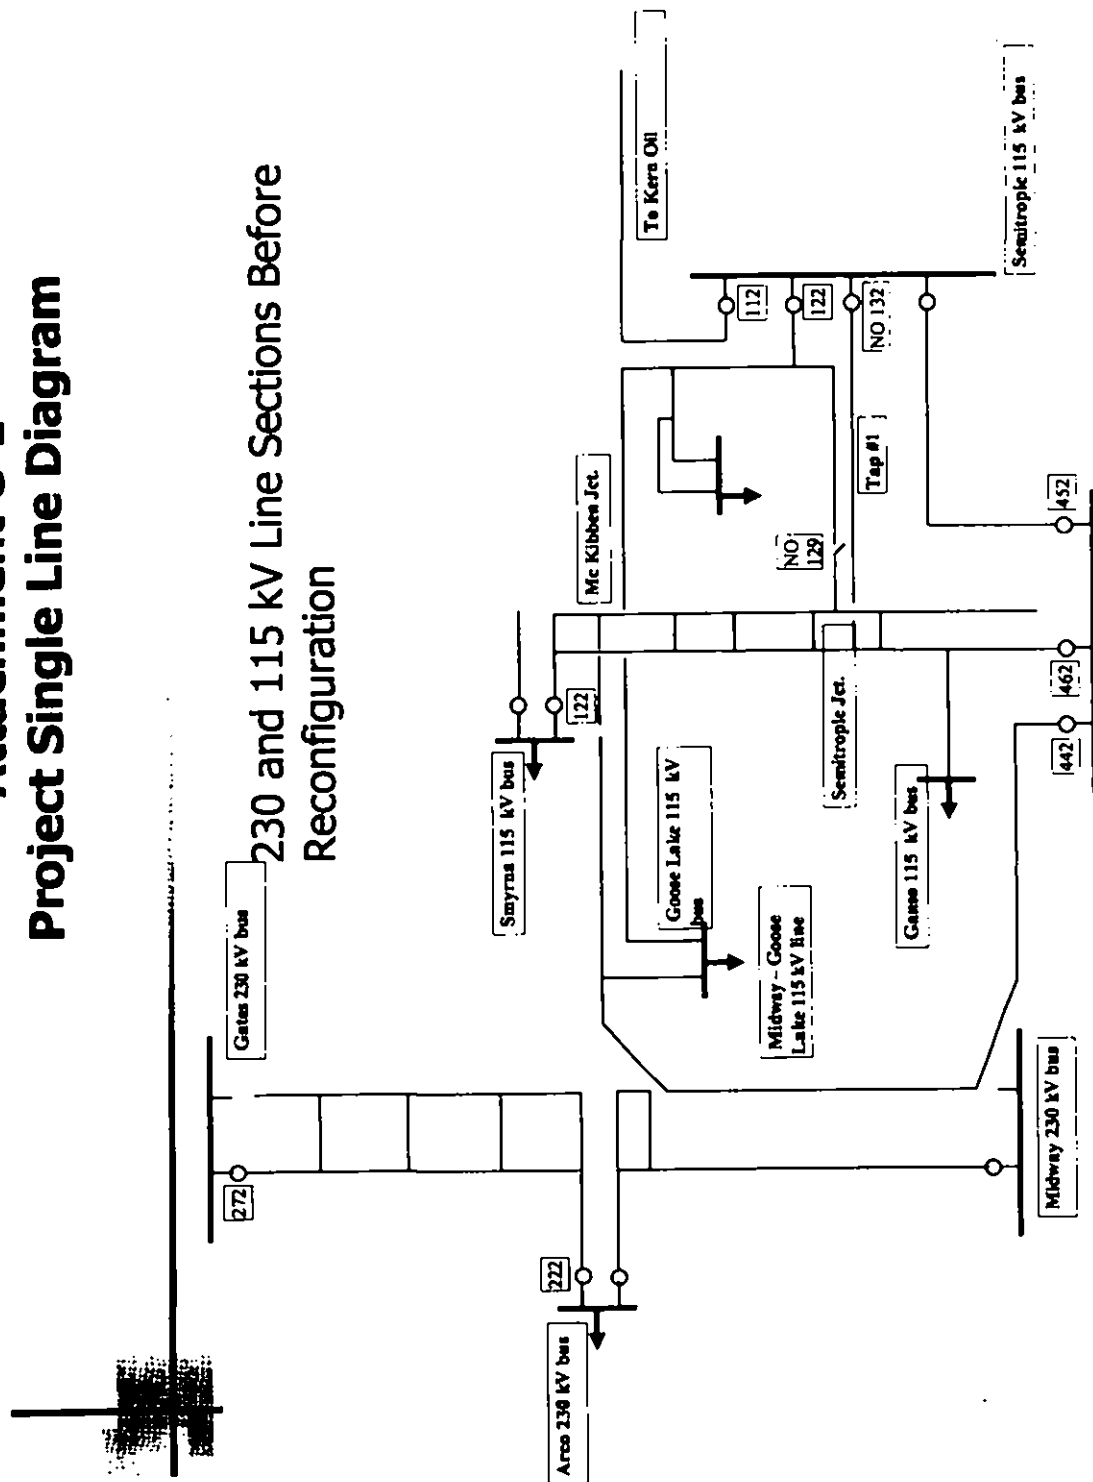 Project Single Line Diagram
230 and 115 kV Line Sections Before
Reconfiguration
Gates 230 kV bus
272
222
Arco 230 kV bus
Midway 230 kV bus
Smyrna 115 kV bus
122
Goose Lake 115 kV
bus
Midway – Goose
Lake 115 kV line
Mc Kibben Jct.
Semitropic Jct.
Ganso 115 kV bus
442
462
452
NO
129
Tap #1
To Kern Oil
112
122
NO 132
Semitropic 115 kV bus